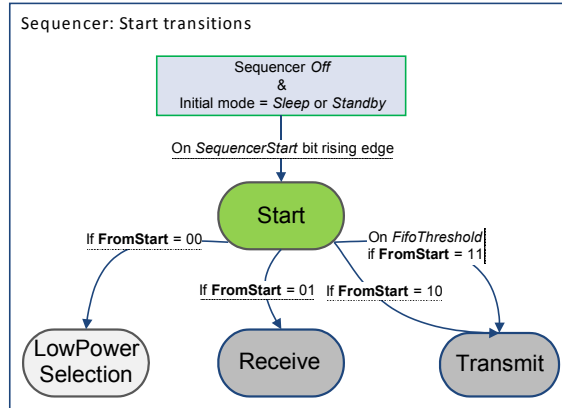 Sequencer: Start transitions
Sequencer Off
&
Initial mode = Sleep or Standby
On SequencerStart bit rising edge
Start
If FromStart = 00
On FifoThreshold
if FromStart = 11
If FromStart = 01
If FromStart = 10
LowPower
Selection
Receive
Transmit